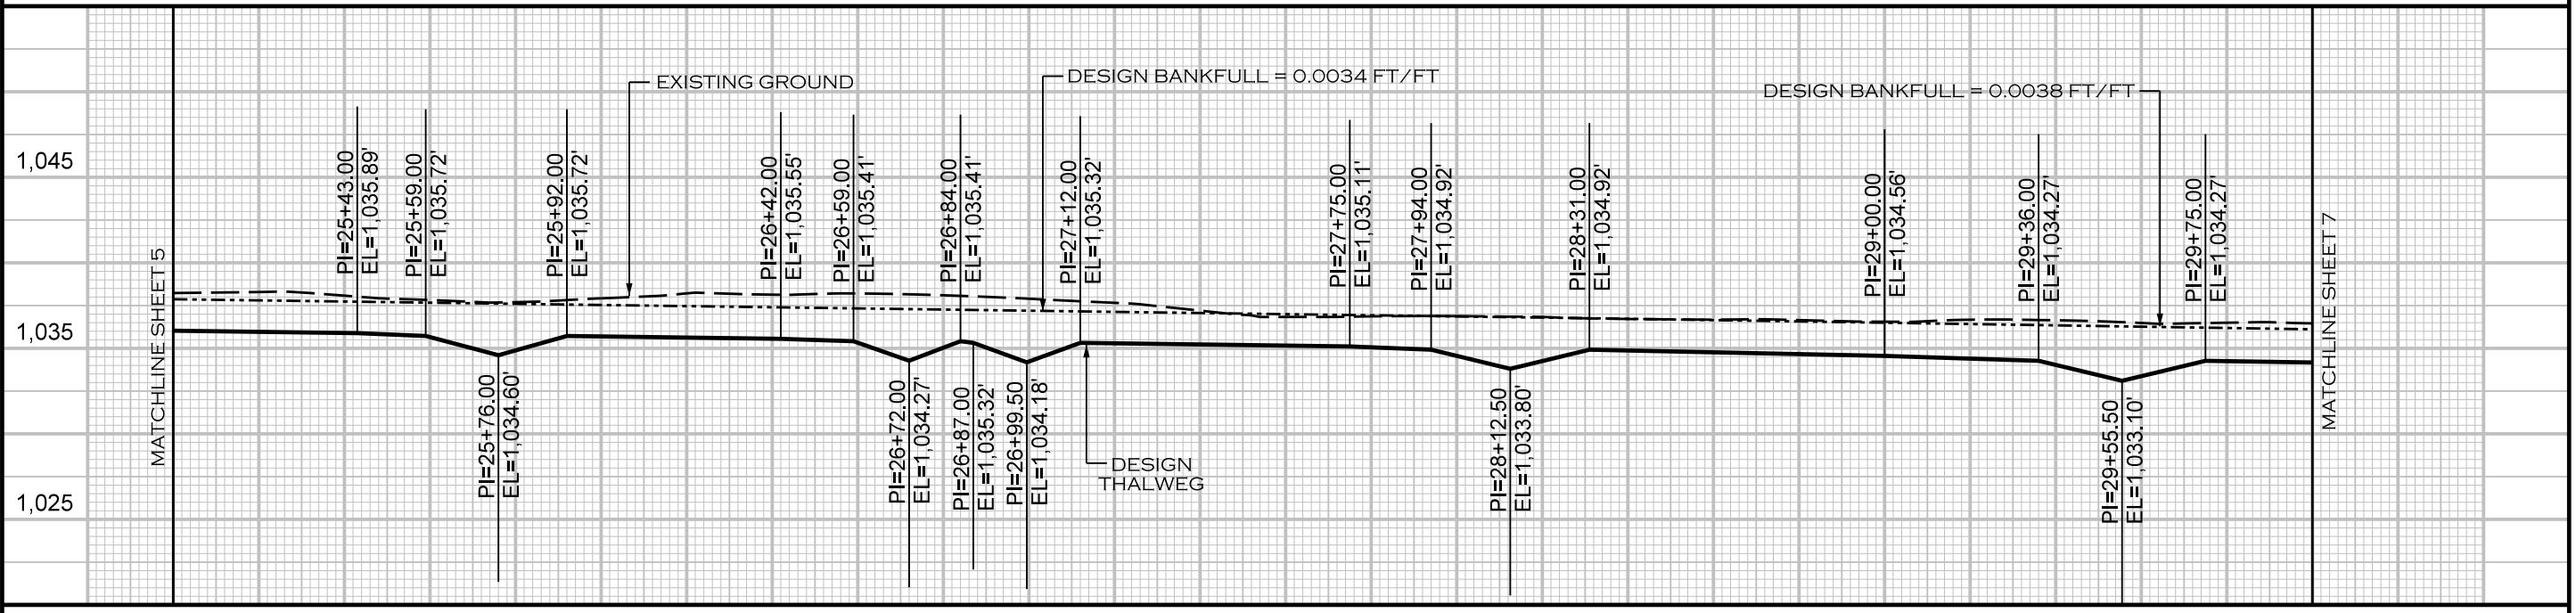 EXISTING GROUND
DESIGN BANKFULL = 0.0034 FT/FT
DESIGN BANKFULL = 0.0038 FT/FT
1,045
1,035
1,025
MATCHLINE SHEET 5
PI=25+43.00
EL=1,035.89'
PI=25+59.00
EL=1,035.72'
PI=25+76.00
EL=1,034.60'
PI=25+92.00
EL=1,035.72'
PI=26+42.00
EL=1,035.55'
PI=26+59.00
EL=1,035.41'
PI=26+72.00
EL=1,034.27'
PI=26+84.00
EL=1,035.41'
PI=26+87.00
EL=1,035.32'
PI=26+99.50
EL=1,034.18'
PI=27+12.00
EL=1,035.32'
DESIGN
THALWEG
PI=27+75.00
EL=1,035.11'
PI=27+94.00
EL=1,034.92'
PI=28+12.50
EL=1,033.80'
PI=28+31.00
EL=1,034.92'
PI=29+00.00
EL=1,034.56'
PI=29+36.00
EL=1,034.27'
PI=29+55.50
EL=1,033.10'
PI=29+75.00
EL=1,034.27'
MATCHLINE SHEET 7